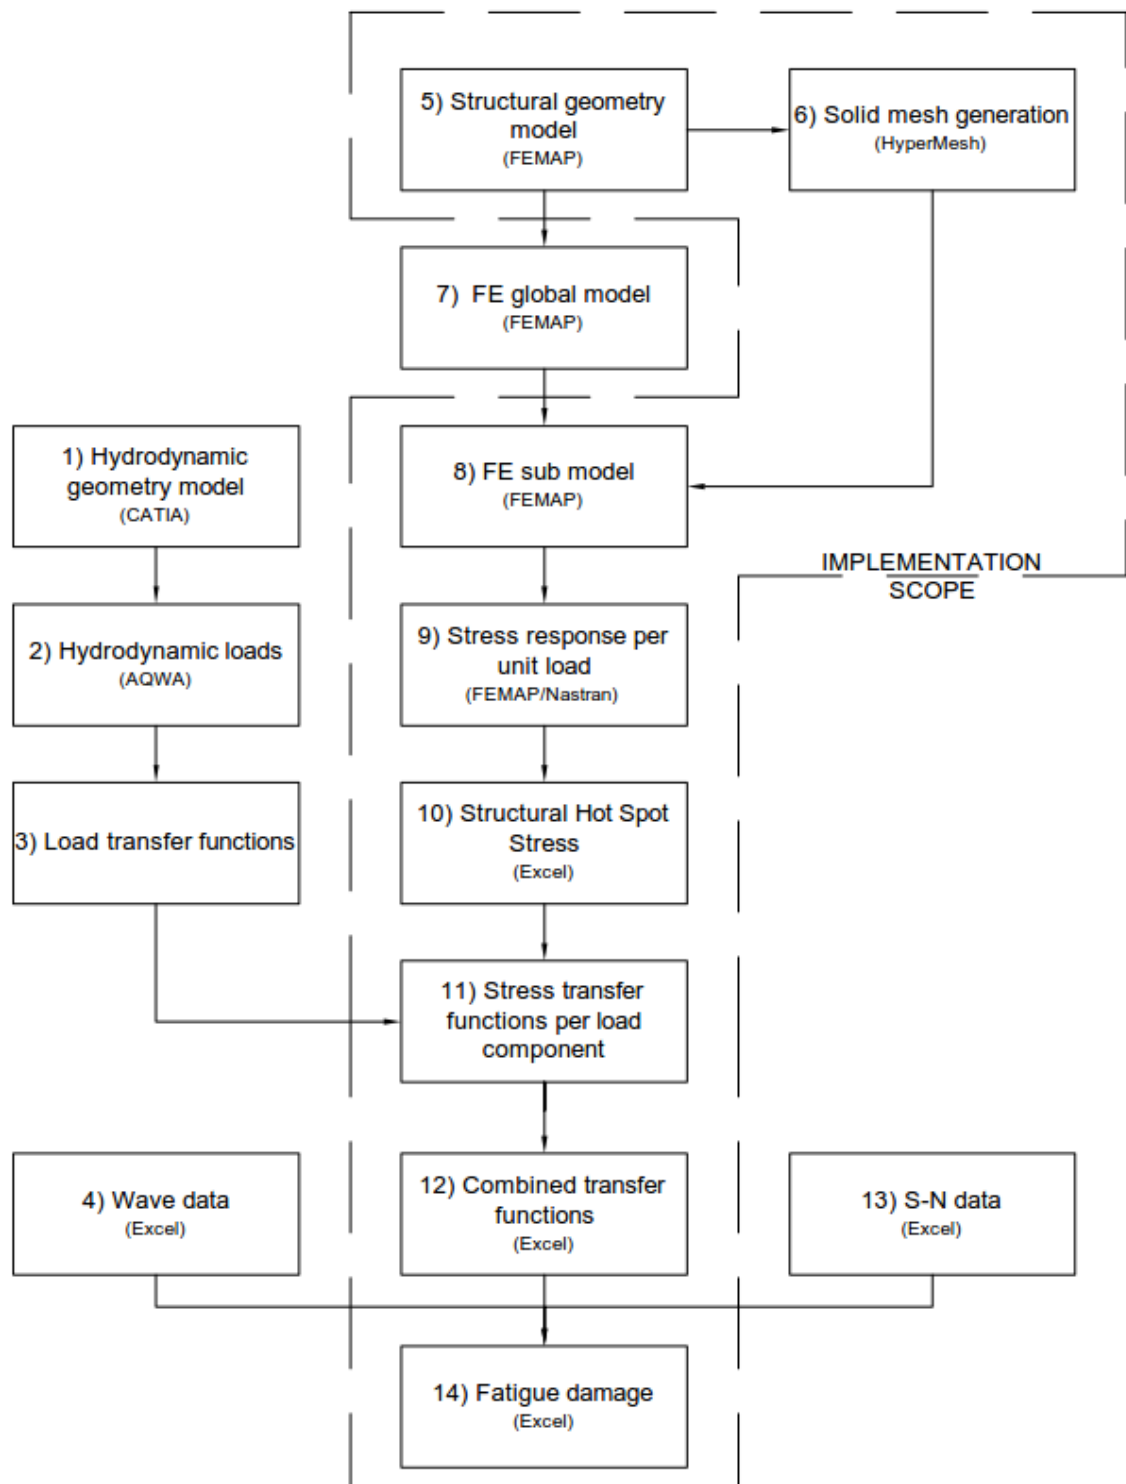 5) Structural geometry
model
(FEMAP)
6) Solid mesh generation
(HyperMesh)
7) FE global model
(FEMAP)
1) Hydrodynamic
geometry model
(CATIA)
8) FE sub model
(FEMAP)
IMPLEMENTATION
SCOPE
2) Hydrodynamic loads
(AQWA)
9) Stress response per
unit load
(FEMAP/Nastran)
3) Load transfer functions
10) Structural Hot Spot
Stress
(Excel)
11) Stress transfer
functions per load
component
4) Wave data
(Excel)
12) Combined transfer
functions
(Excel)
13) S-N data
(Excel)
14) Fatigue damage
(Excel)